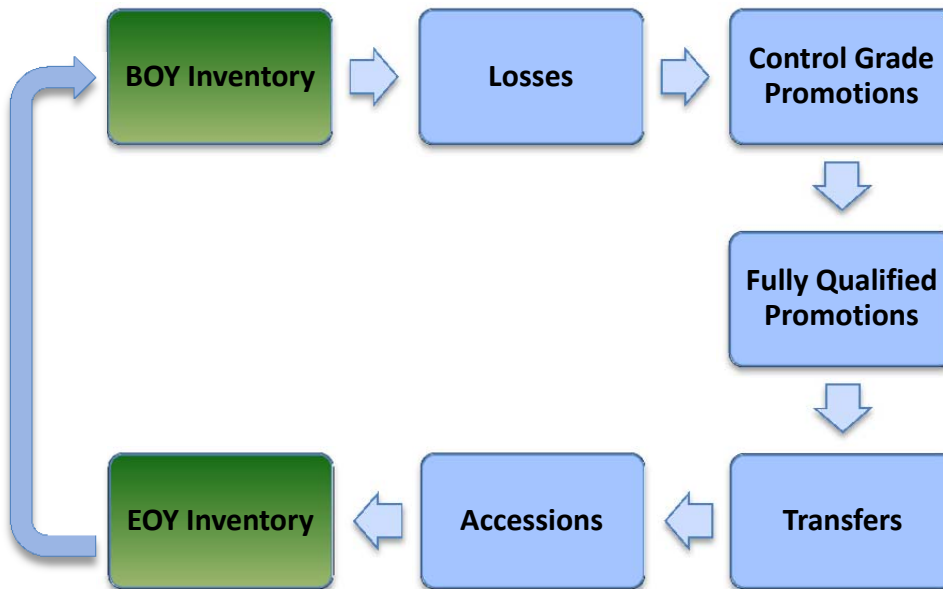 BOY Inventory
Losses
Control Grade
Promotions
Fully Qualified
Promotions
Transfers
Accessions
EOY Inventory